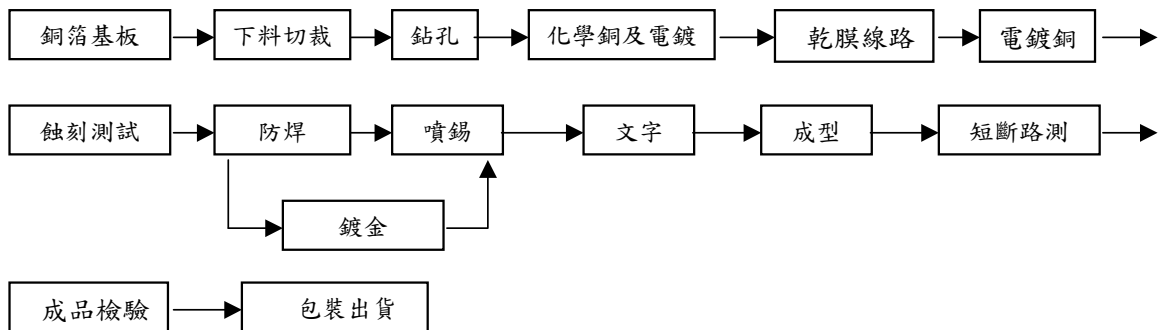 銅箔基板 下料切裁 鉆孔 化學銅及電鍍 乾膜線路 電鍍銅
蝕刻測試 防焊 噴錫 文字 成型 短斷路測
鍍金
成品檢驗 包裝出貨